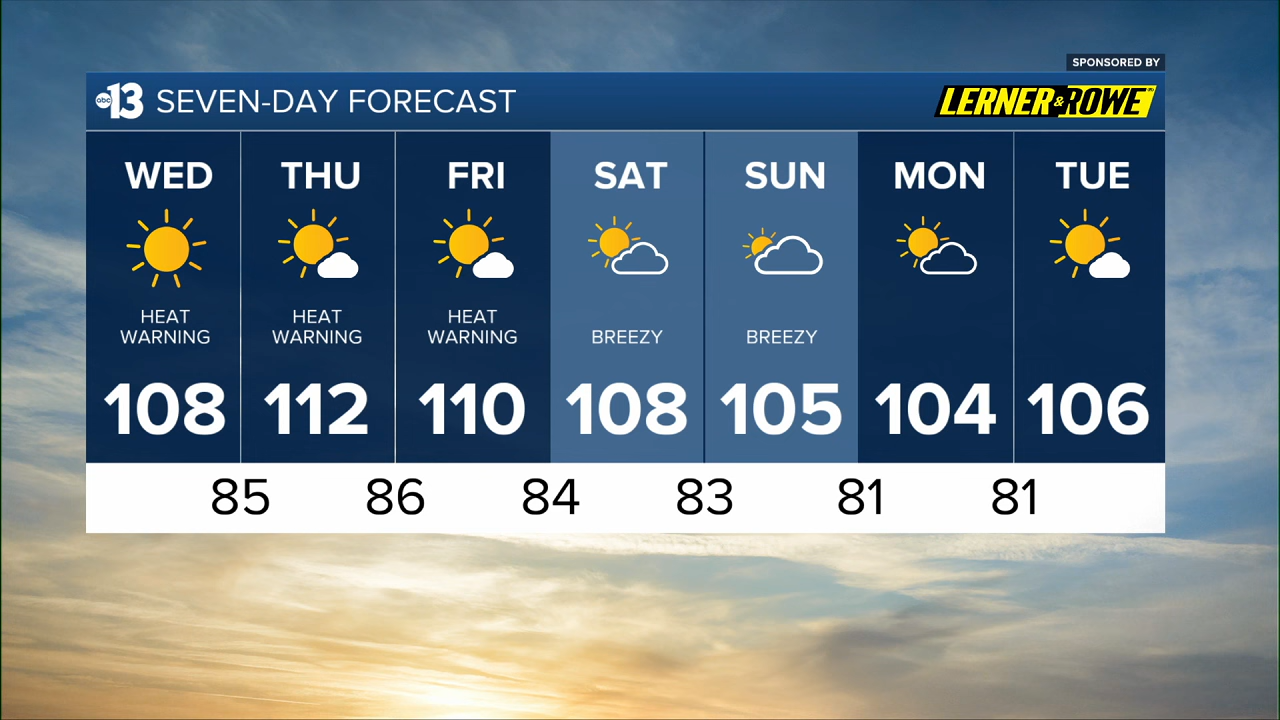 SPONSORED BY
abc 13 SEVEN-DAY FORECAST
LERNER & ROWE
WED THU FRI SAT SUN MON TUE
HEAT WARNING
HEAT WARNING
HEAT WARNING
BREEZY
BREEZY
108 112 110 108 105 104 106
85 86 84 83 81 81